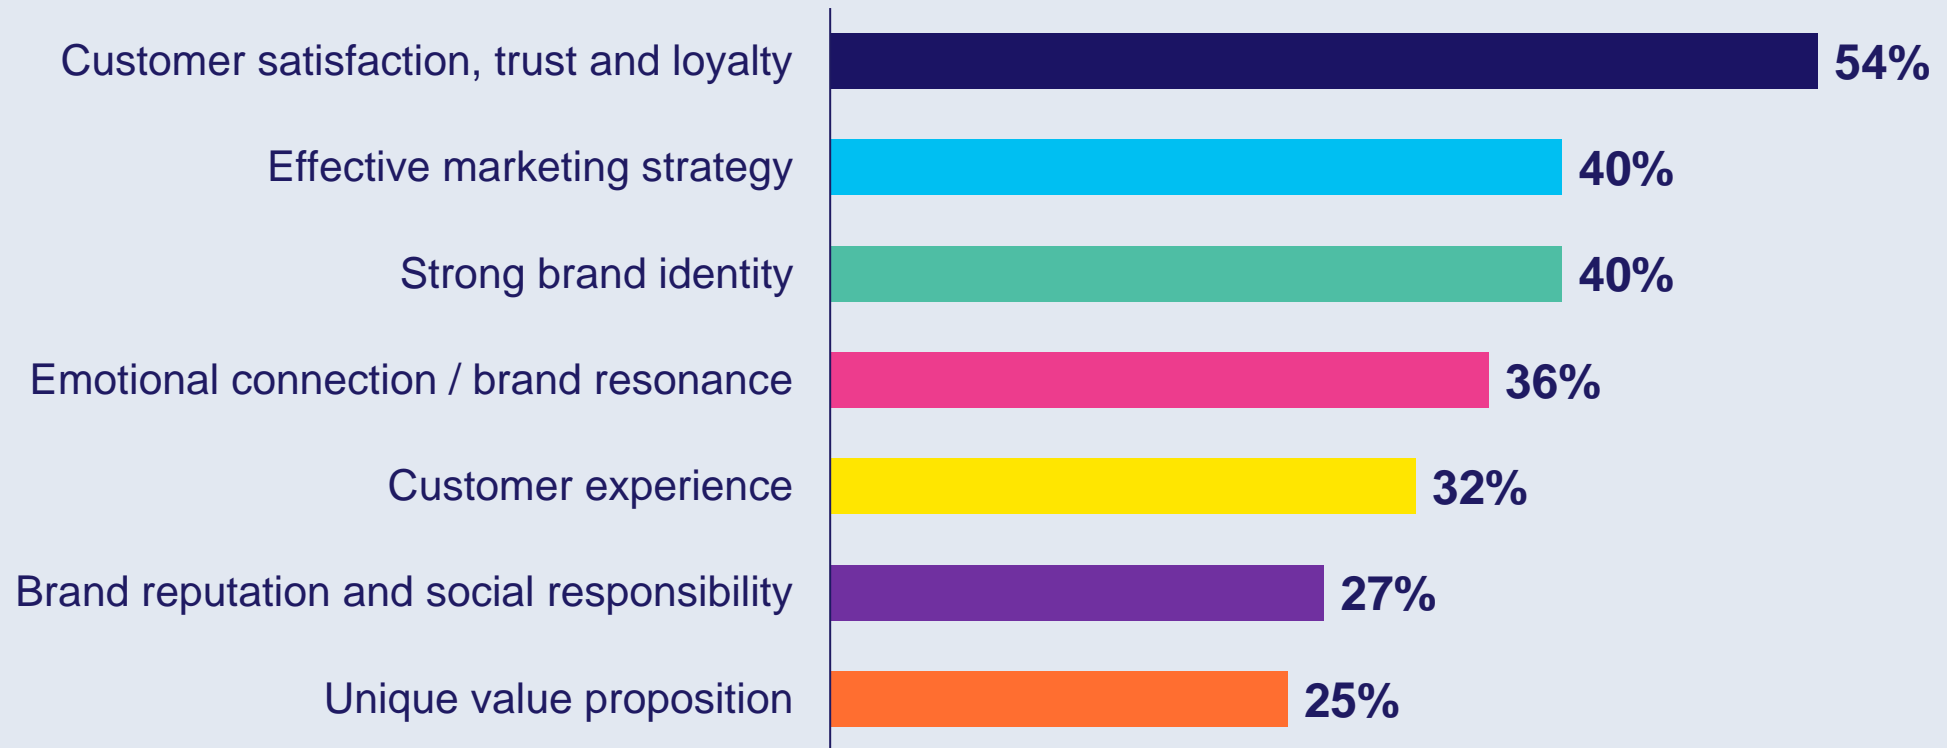 Customer satisfaction, trust and loyalty 54%
Effective marketing strategy 40%
Strong brand identity 40%
Emotional connection / brand resonance 36%
Customer experience 32%
Brand reputation and social responsibility 27%
Unique value proposition 25%